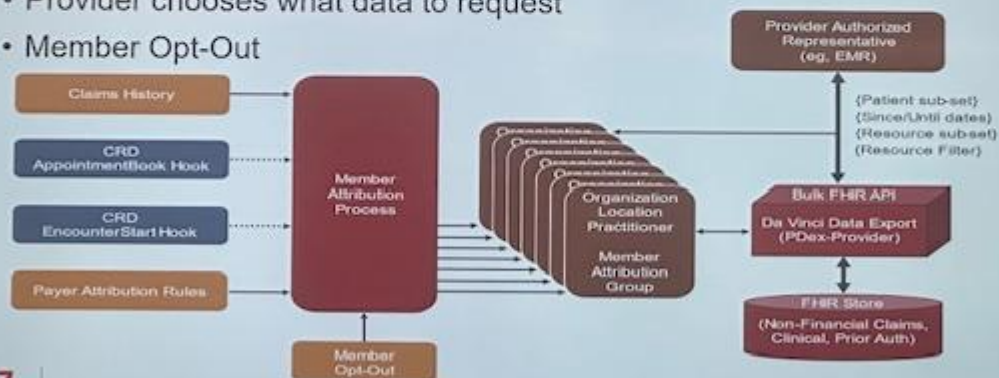 • Provider chooses what data to request
• Member Opt-Out
Claims History
CRD
AppointmentBook Hook
CRD
EncounterStart Hook
Payer Attribution Rules
Member
Attribution
Process
Member
Opt-Out
Organization
Location
Practitioner
Member
Attribution
Group
Provider Authorized
Representative
(eg, EMR)
{Patient sub-set}
{Since/Until dates}
{Resource sub-set}
{Resource Filter}
Bulk FHIR API
Da Vinci Data Export
(PDex-Provider)
FHIR Store
(Non-Financial Claims,
Clinical, Prior Auth)